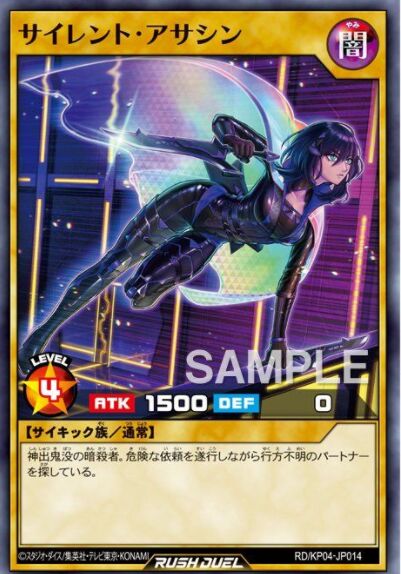 サイレント・アサシン
やみ
闇
SAMPLE
LEVEL
4
ATK 1500 DEF 0
【サイキック族／通常】
神出鬼没の暗殺者。危険な依頼を遂行しながら行方不明のパートナー
を探している。
©スタジオ・ダイス/集英社・テレビ東京・KONAMI
RUSH DUEL
RD/KP04-JP014